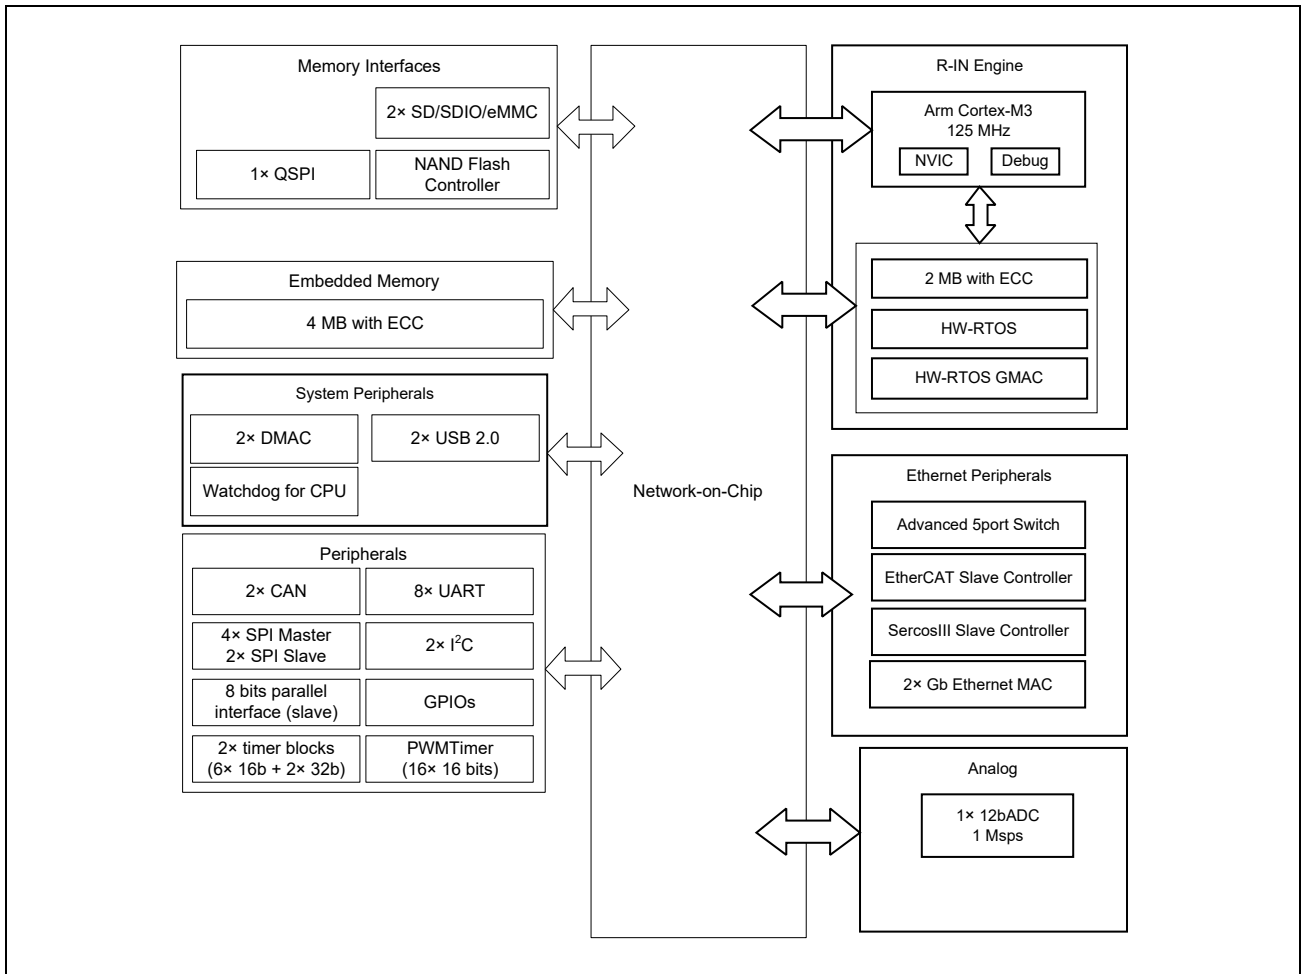 Memory Interfaces
2× SD/SDIO/eMMC
1× QSPI
NAND Flash
Controller
Embedded Memory
4 MB with ECC
System Peripherals
2× DMAC
2× USB 2.0
Watchdog for CPU
Peripherals
2× CAN
8× UART
4× SPI Master
2× SPI Slave
2× I²C
8 bits parallel
interface (slave)
GPIOs
2× timer blocks
(6× 16b + 2× 32b)
PWMTimer
(16× 16 bits)
Network-on-Chip
R-IN Engine
Arm Cortex-M3
125 MHz
NVIC
Debug
2 MB with ECC
HW-RTOS
HW-RTOS GMAC
Ethernet Peripherals
Advanced 5port Switch
EtherCAT Slave Controller
SercosIII Slave Controller
2× Gb Ethernet MAC
Analog
1× 12bADC
1 Msps